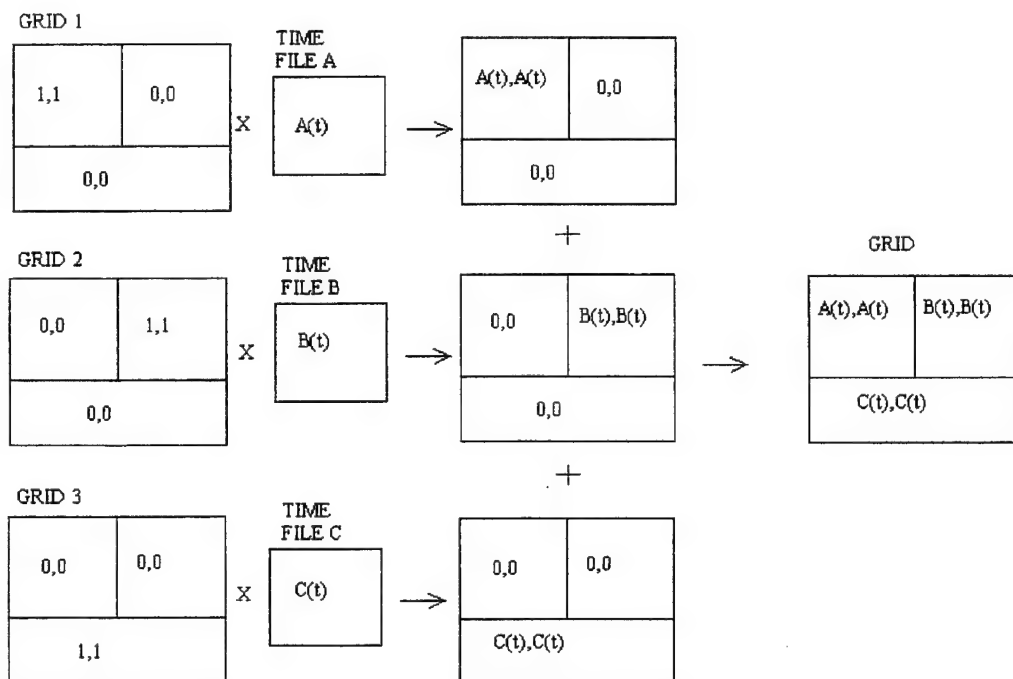 GRID 1
1,1
0,0
0,0
X
TIME
FILE A
A(t)
A(t),A(t)
0,0
0,0
+
GRID 2
0,0
1,1
0,0
X
TIME
FILE B
B(t)
0,0
B(t),B(t)
0,0
GRID
A(t),A(t)
B(t),B(t)
C(t),C(t)
+
GRID 3
0,0
0,0
1,1
X
TIME
FILE C
C(t)
0,0
0,0
C(t),C(t)